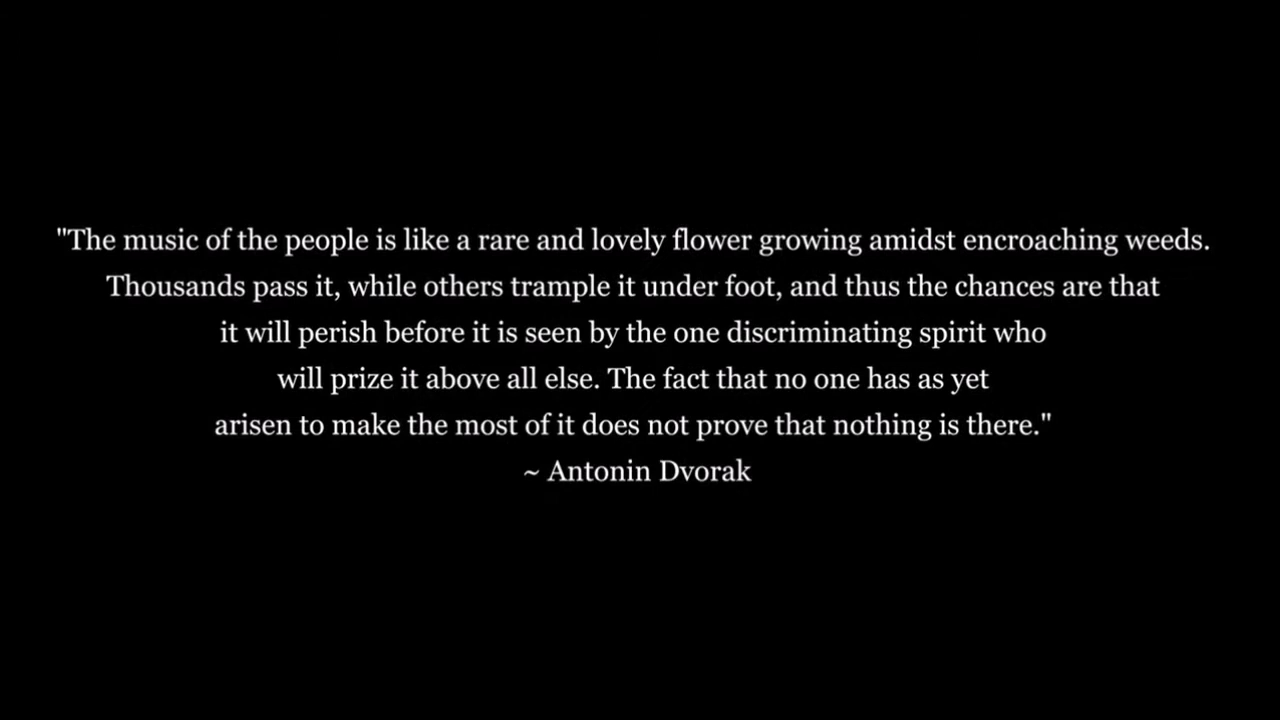 "The music of the people is like a rare and lovely flower growing amidst encroaching weeds.
Thousands pass it, while others trample it under foot, and thus the chances are that
it will perish before it is seen by the one discriminating spirit who
will prize it above all else. The fact that no one has as yet
arisen to make the most of it does not prove that nothing is there."
~ Antonin Dvorak